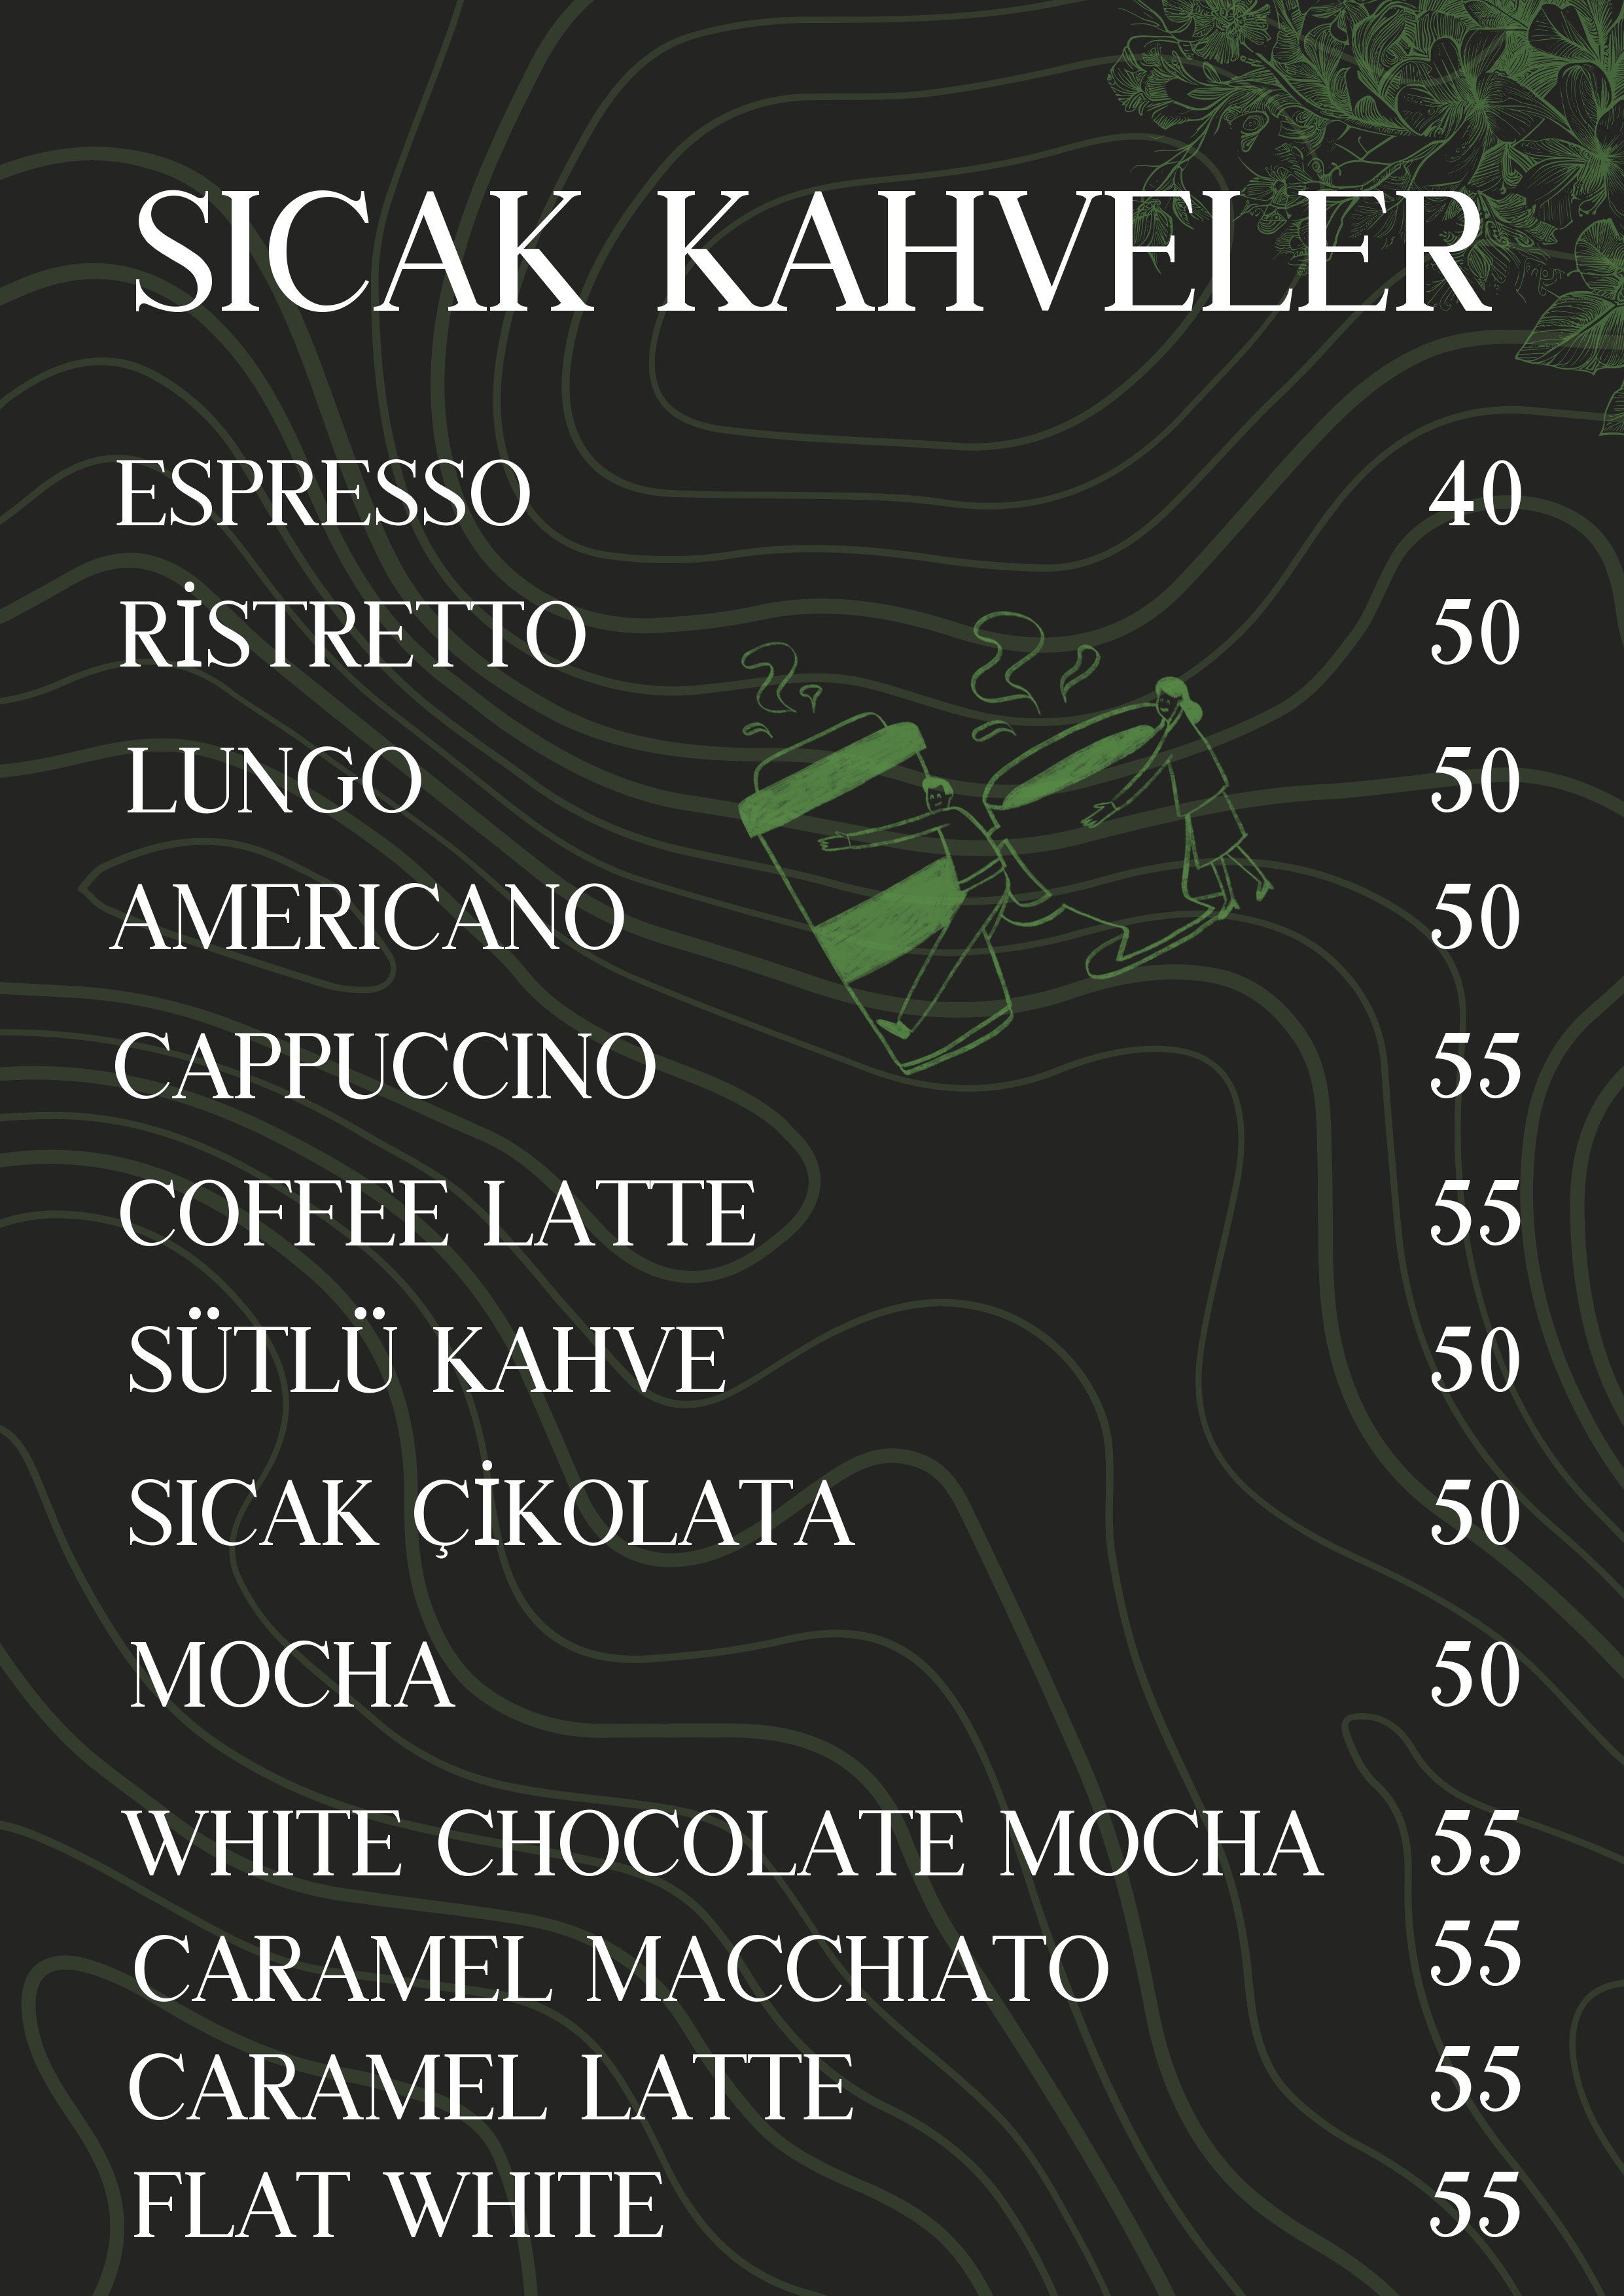 SICAK KAHVELER
ESPRESSO 40
RİSTRETTO 50
LUNGO 50
AMERICANO 50
CAPPUCCINO 55
COFFEE LATTE 55
SÜTLÜ KAHVE 50
SICAK ÇİKOLATA 50
MOCHA 50
WHITE CHOCOLATE MOCHA 55
CARAMEL MACCHIATO 55
CARAMEL LATTE 55
FLAT WHITE 55